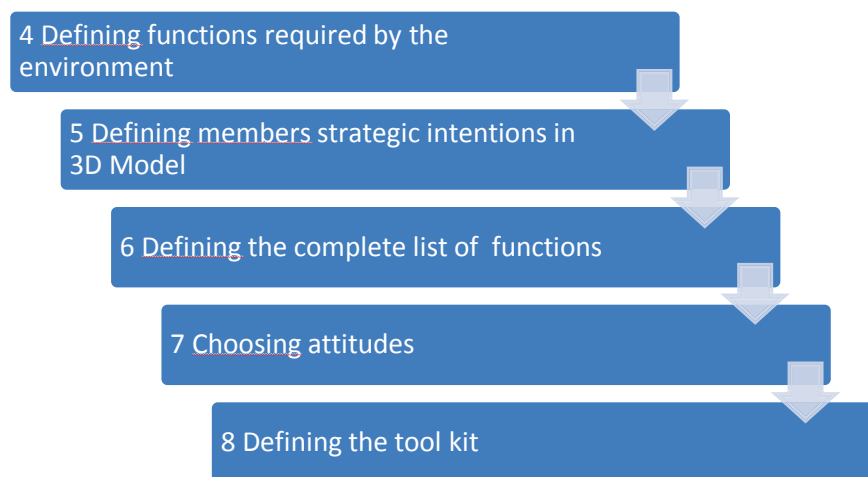 4 Defining functions required by the
environment
5 Defining members strategic intentions in
3D Model
6 Defining the complete list of  functions
7 Choosing attitudes
8 Defining the tool kit